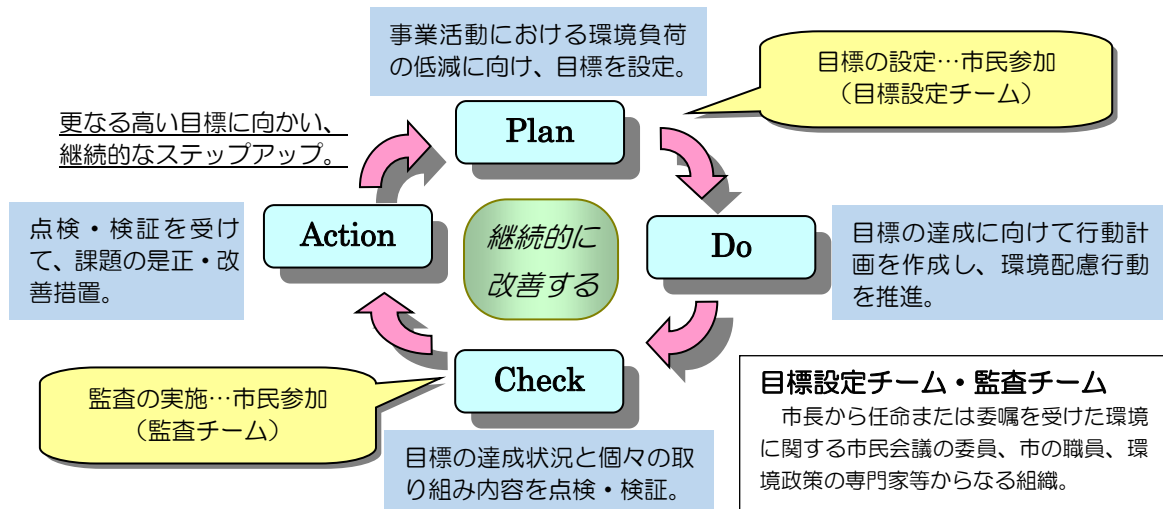 事業活動における環境負荷
の低減に向け、目標を設定。
目標の設定…市民参加
（目標設定チーム）
更なる高い目標に向かい、
継続的なステップアップ。
Plan
点検・検証を受け
て、課題の是正・改
善措置。
Action
継続的に
改善する
Do
目標の達成に向けて行動計
画を作成し、環境配慮行動
を推進。
Check
監査の実施…市民参加
（監査チーム）
目標の達成状況と個々の取
り組み内容を点検・検証。
目標設定チーム・監査チーム
市長から任命または委嘱を受けた環境
に関する市民会議の委員、市の職員、環
境政策の専門家等からなる組織。